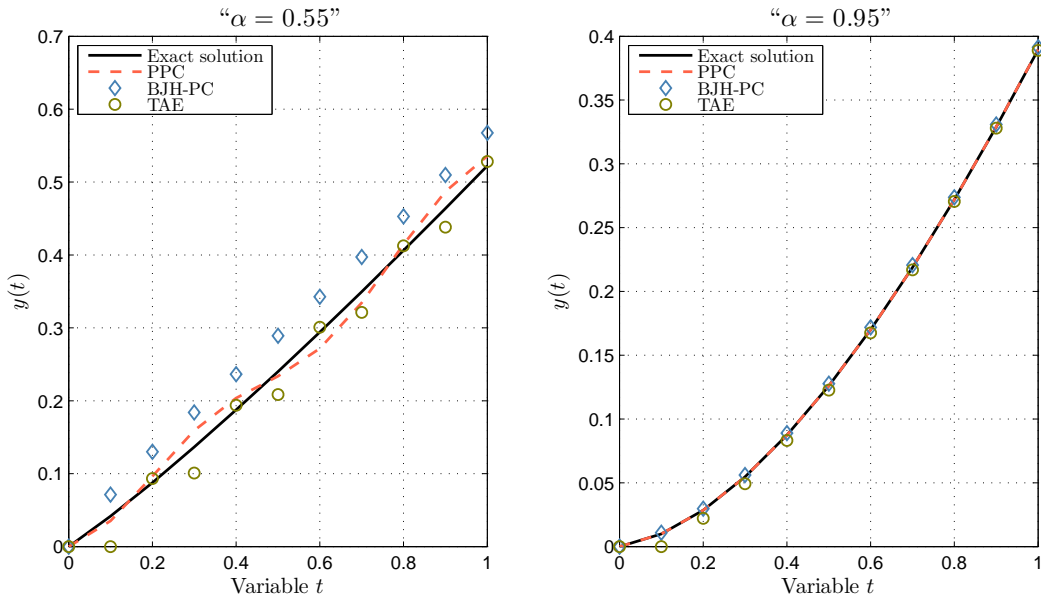 “α = 0.55”
0.7
0.6
0.5
0.4
0.3
0.2
0.1
0
y(t)
Exact solution
PPC
BJH-PC
TAE
0 0.2 0.4 0.6 0.8 1
Variable t
“α = 0.95”
0.4
0.35
0.3
0.25
0.2
0.15
0.1
0.05
0
y(t)
Exact solution
PPC
BJH-PC
TAE
0 0.2 0.4 0.6 0.8 1
Variable t